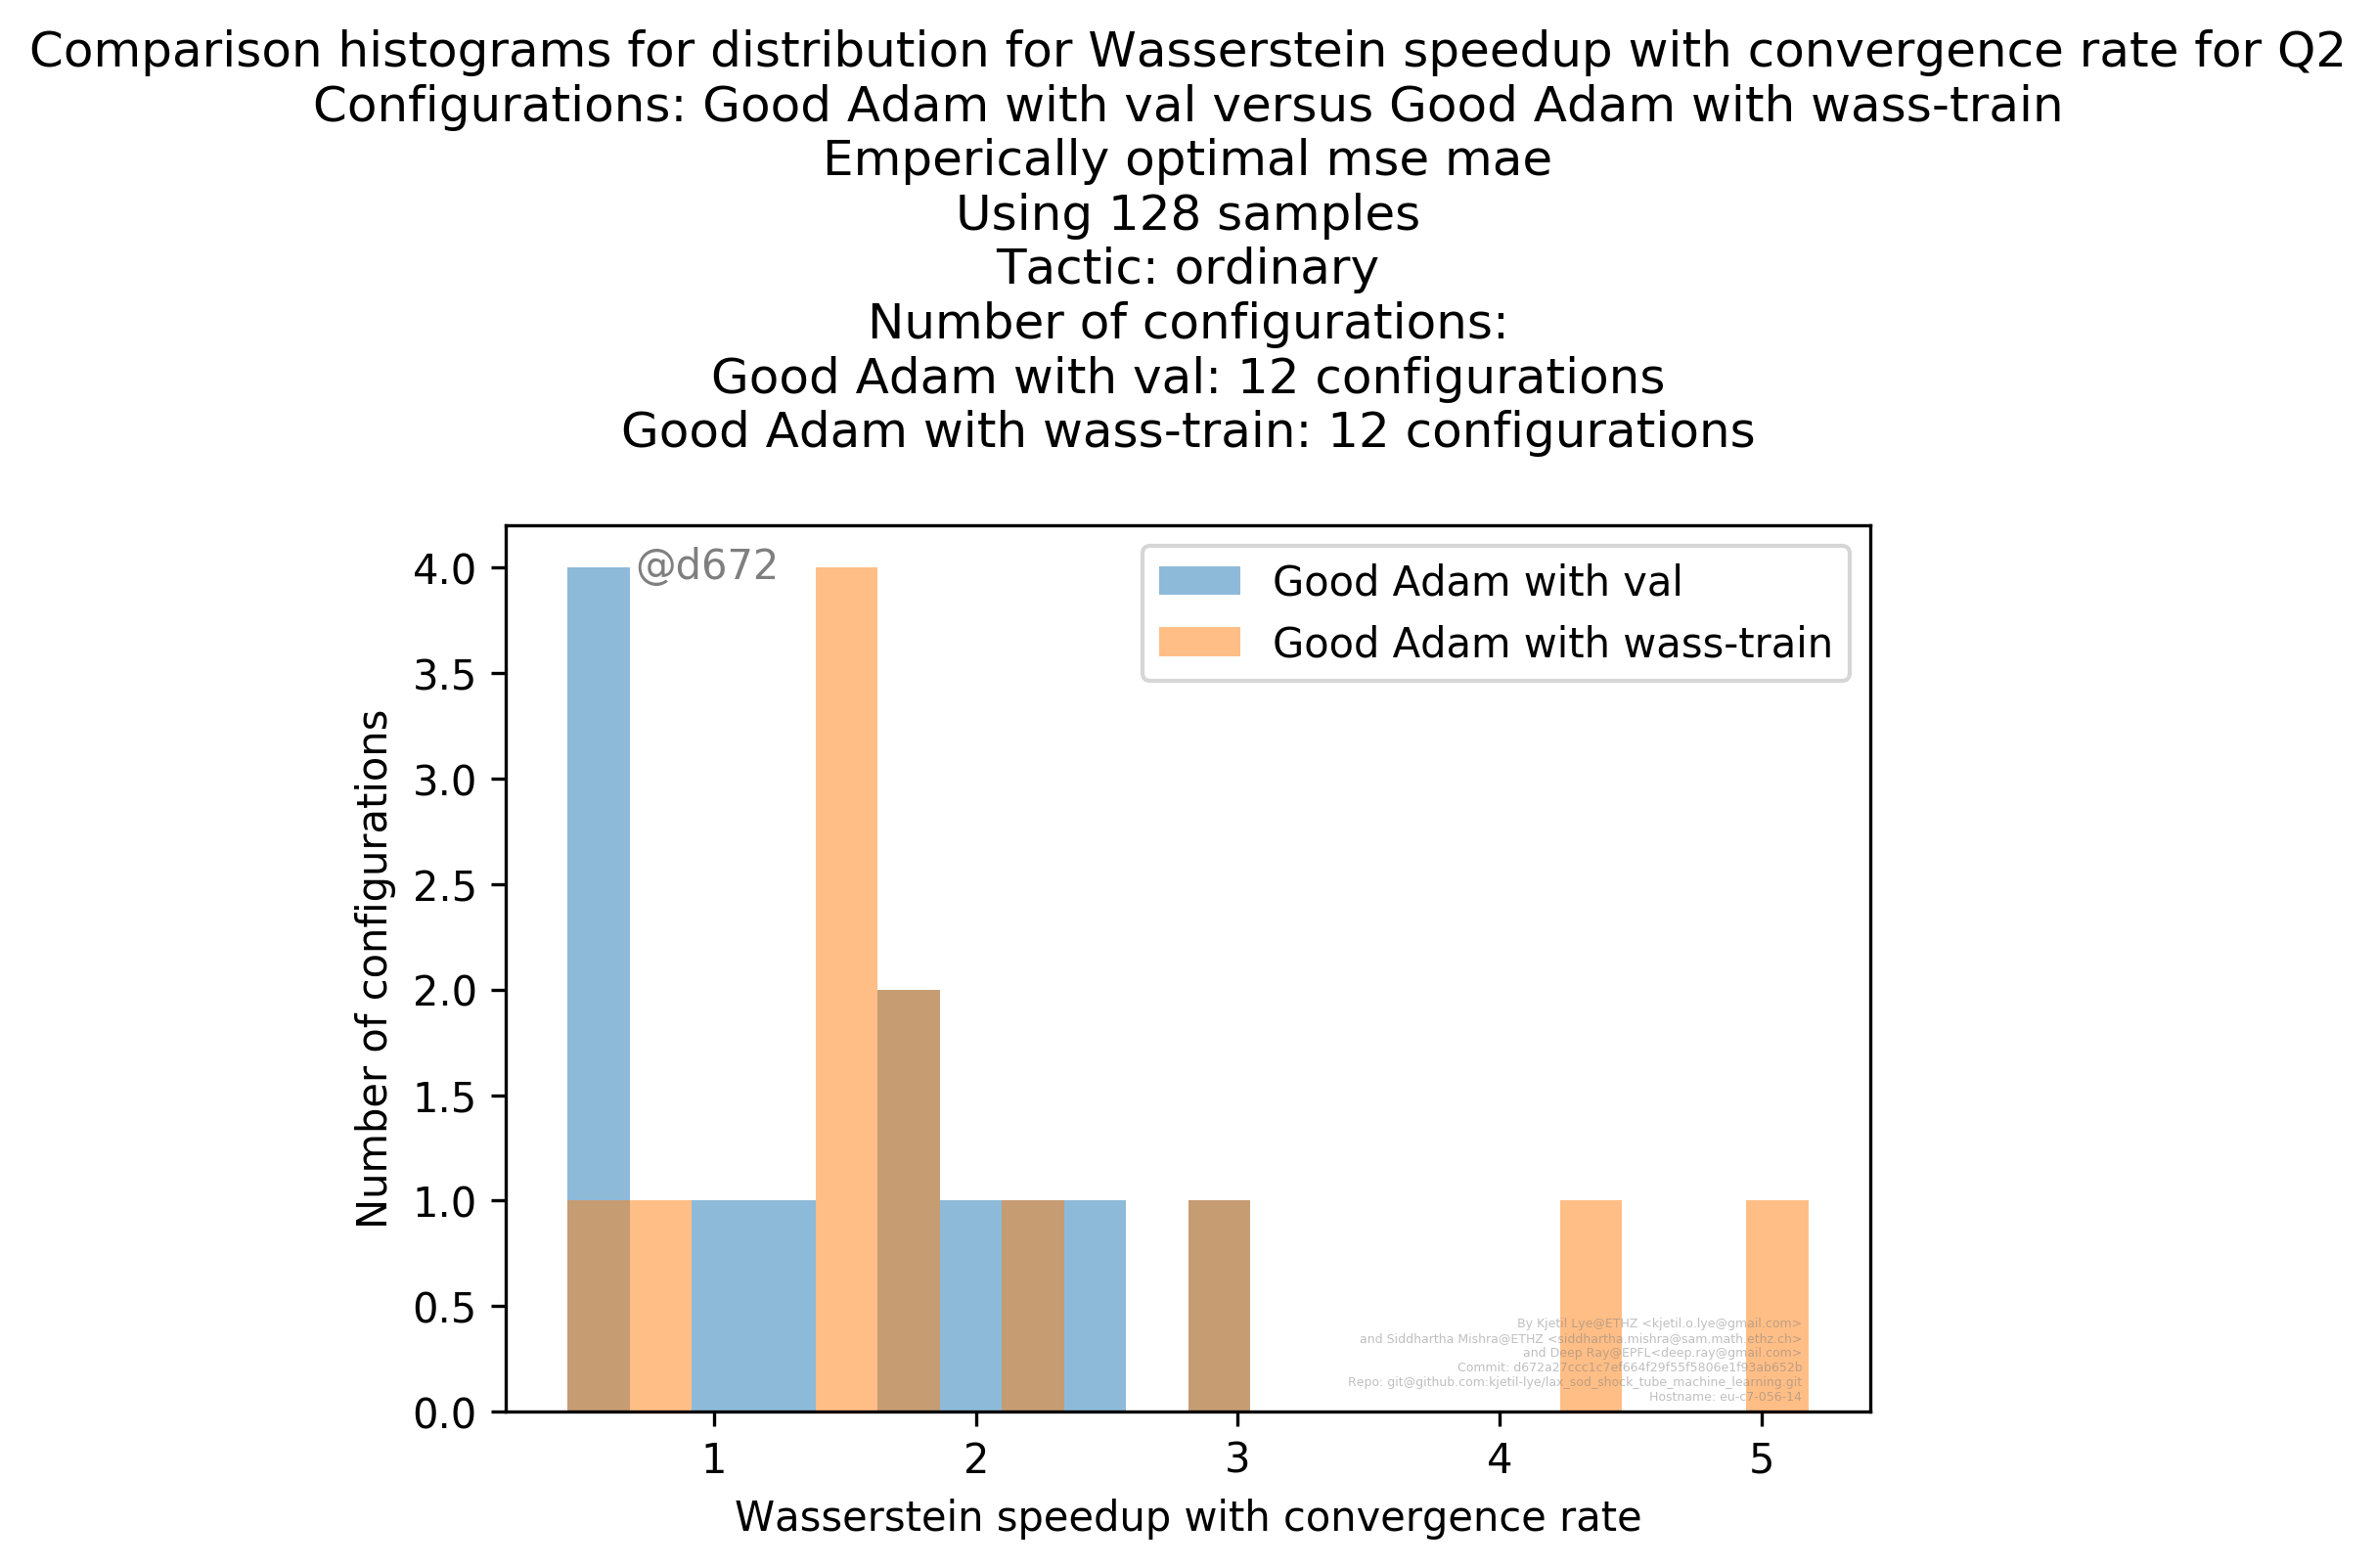 Comparison histograms for distribution for Wasserstein speedup with convergence rate for Q2
Configurations: Good Adam with val versus Good Adam with wass-train
Emperically optimal mse mae
Using 128 samples
Tactic: ordinary
Number of configurations:
Good Adam with val: 12 configurations
Good Adam with wass-train: 12 configurations
@d672
Good Adam with val
Good Adam with wass-train
4.0
3.5
3.0
2.5
2.0
1.5
1.0
0.5
0.0
Number of configurations
By Kjetil Lye@ETHZ <kjetil.o.lye@gmail.com>
and Siddhartha Mishra@ETHZ <siddhartha.mishra@sam.math.ethz.ch>
and Deep Ray@EPFL<deep.ray@gmail.com>
Commit: d672a27ccc1c7ef664f29f55f5806e1f93ab652b
Repo: git@github.com:kjetil-lye/lax_sod_shock_tube_machine_learning.git
Hostname: eu-c7-056-14
1 2 3 4 5
Wasserstein speedup with convergence rate